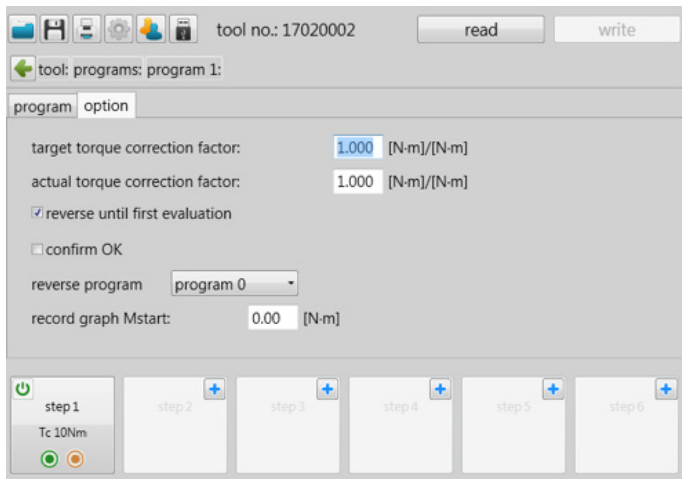 tool no.: 17020002 read write
tool: programs: program 1:
program option
target torque correction factor: 1.000 [N·m]/[N·m]
actual torque correction factor: 1.000 [N·m]/[N·m]
reverse until first evaluation
confirm OK
reverse program program 0
record graph Mstart: 0.00 [N·m]
step 1 step 2 step 3 step 4 step 5 step 6
Tc 10Nm